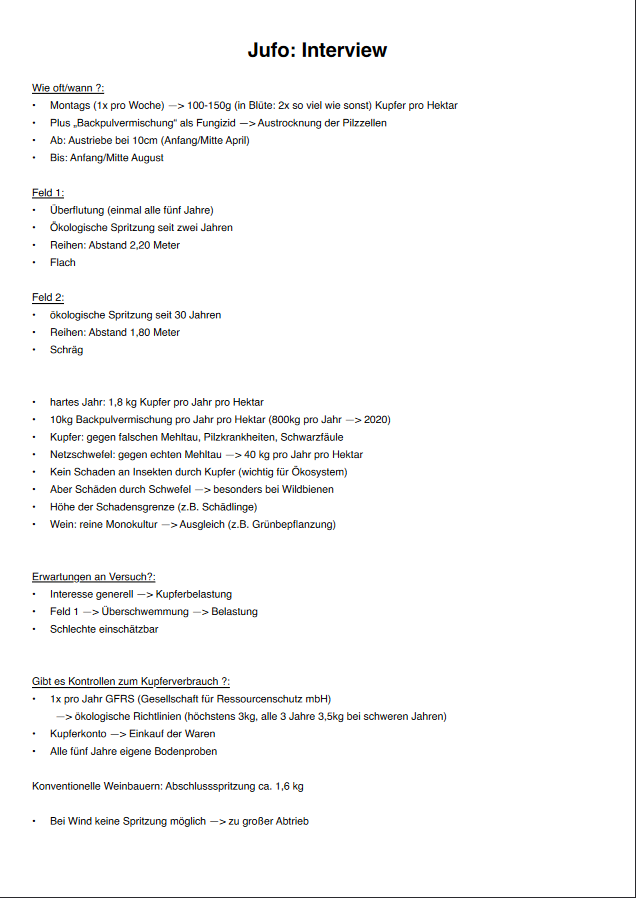 Jufo: Interview
Wie oft/wann ?:
• Montags (1x pro Woche) —> 100-150g (in Blüte: 2x so viel wie sonst) Kupfer pro Hektar
• Plus „Backpulvermischung“ als Fungizid —> Austrocknung der Pilzzellen
• Ab: Austriebe bei 10cm (Anfang/Mitte April)
• Bis: Anfang/Mitte August
Feld 1:
• Überflutung (einmal alle fünf Jahre)
• Ökologische Spritzung seit zwei Jahren
• Reihen: Abstand 2,20 Meter
• Flach
Feld 2:
• ökologische Spritzung seit 30 Jahren
• Reihen: Abstand 1,80 Meter
• Schräg
• hartes Jahr: 1,8 kg Kupfer pro Jahr pro Hektar
• 10kg Backpulvermischung pro Jahr pro Hektar (800kg pro Jahr —> 2020)
• Kupfer: gegen falschen Mehltau, Pilzkrankheiten, Schwarzfäule
• Netzschwefel: gegen echten Mehltau —> 40 kg pro Jahr pro Hektar
• Kein Schaden an Insekten durch Kupfer (wichtig für Ökosystem)
• Aber Schäden durch Schwefel —> besonders bei Wildbienen
• Höhe der Schadensgrenze (z.B. Schädlinge)
• Wein: reine Monokultur —> Ausgleich (z.B. Grünbepflanzung)
Erwartungen an Versuch?:
• Interesse generell —> Kupferbelastung
• Feld 1 —> Überschwemmung —> Belastung
• Schlechte einschätzbar
Gibt es Kontrollen zum Kupferverbrauch ?:
• 1x pro Jahr GFRS (Gesellschaft für Ressourcenschutz mbH)
—> ökologische Richtlinien (höchstens 3kg, alle 3 Jahre 3,5kg bei schweren Jahren)
• Kupferkonto —> Einkauf der Waren
• Alle fünf Jahre eigene Bodenproben
Konventionelle Weinbauern: Abschlussspritzung ca. 1,6 kg
• Bei Wind keine Spritzung möglich —> zu großer Abtrieb